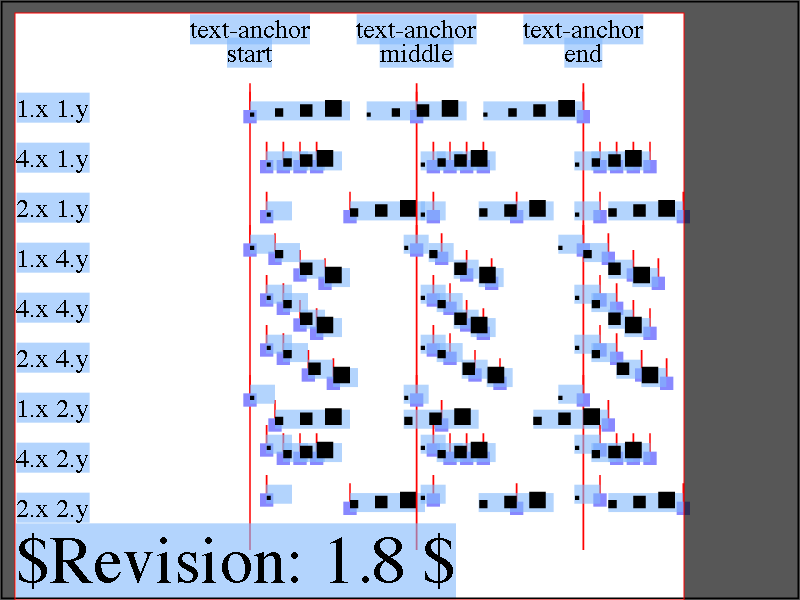 text-anchor text-anchor text-anchor
start middle end
1.x 1.y
4.x 1.y
2.x 1.y
1.x 4.y
4.x 4.y
2.x 4.y
1.x 2.y
4.x 2.y
2.x 2.y
$Revision: 1.8 $